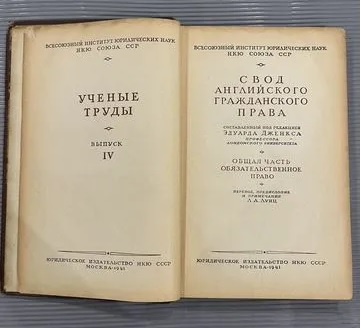 ВСЕСОЮЗНЫЙ ИНСТИТУТ ЮРИДИЧЕСКИХ НАУК
НКЮ СОЮЗА ССР
УЧЕНЫЕ
ТРУДЫ
ВЫПУСК
IV
ЮРИДИЧЕСКОЕ ИЗДАТЕЛЬСТВО НКЮ СССР
МОСКВА-1941
ВСЕСОЮЗНЫЙ ИНСТИТУТ ЮРИДИЧЕСКИХ НАУК
НКЮ СОЮЗА ССР
СВОД
АНГЛИЙСКОГО
ГРАЖДАНСКОГО
ПРАВА
СОСТАВЛЕННЫЙ ПОД РЕДАКЦИЕЙ
ЭДУАРДА ДЖЕНКСА
ПРОФЕССОРА
ЛОНДОНСКОГО УНИВЕРСИТЕТА
ОБЩАЯ ЧАСТЬ
ОБЯЗАТЕЛЬСТВЕННОЕ
ПРАВО
ПЕРЕВОД, ПРЕДИСЛОВИЕ
И ПРИМЕЧАНИЯ
Л. А. ЛУНЦ
ЮРИДИЧЕСКОЕ ИЗДАТЕЛЬСТВО НКЮ СССР
МОСКВА-1941